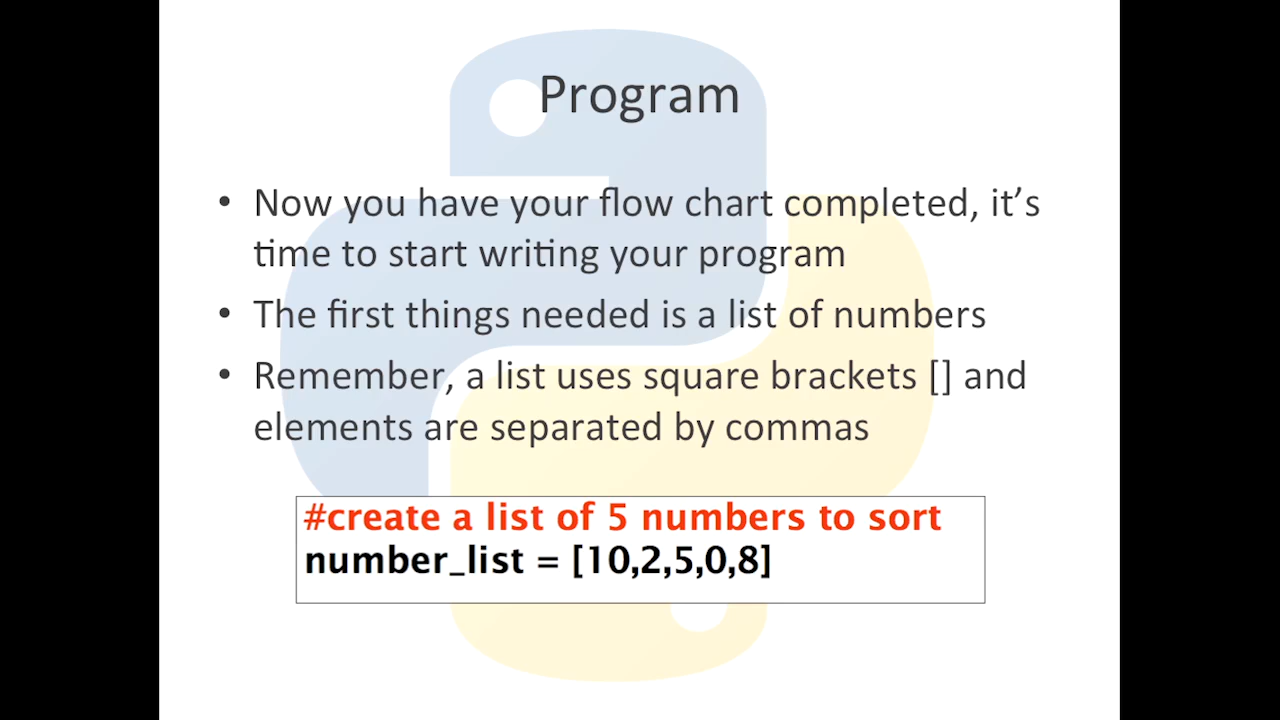 Program
• Now you have your flow chart completed, it’s
time to start writing your program
• The first things needed is a list of numbers
• Remember, a list uses square brackets [] and
elements are separated by commas
#create a list of 5 numbers to sort
number_list = [10,2,5,0,8]